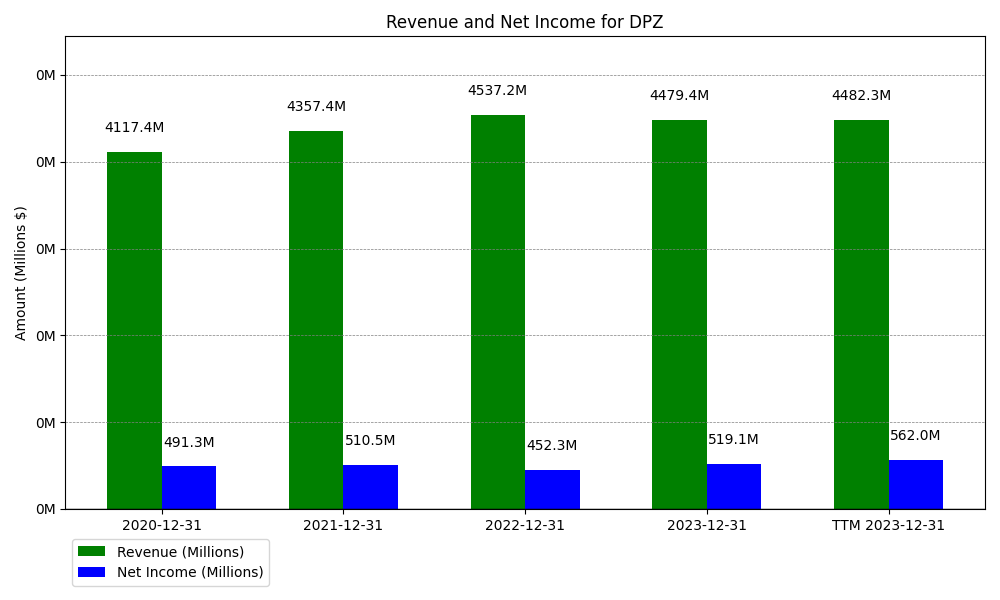 Revenue and Net Income for DPZ
Amount (Millions $)
0M
0M
0M
0M
0M
0M
4117.4M
4357.4M
4537.2M
4479.4M
4482.3M
491.3M
510.5M
452.3M
519.1M
562.0M
2020-12-31
2021-12-31
2022-12-31
2023-12-31
TTM 2023-12-31
Revenue (Millions)
Net Income (Millions)